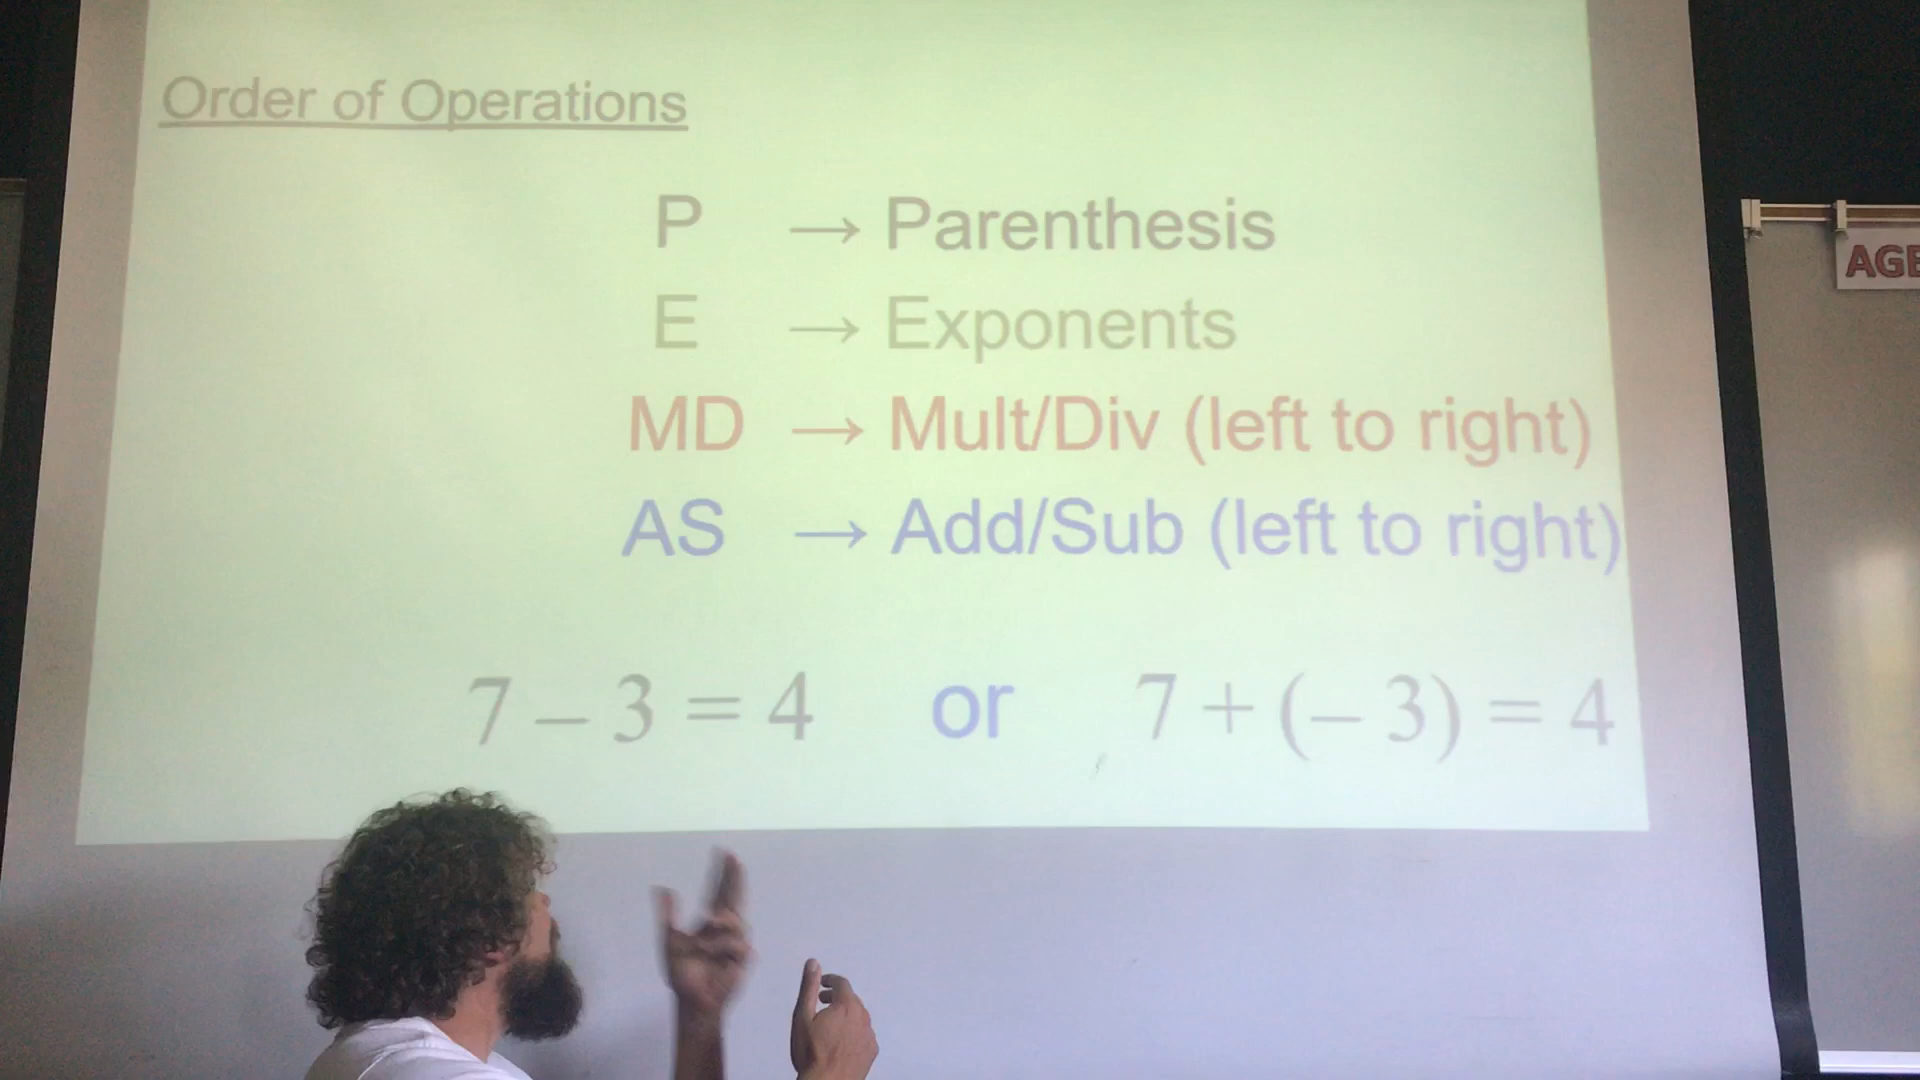 Order of Operations
P → Parenthesis
E → Exponents
MD → Mult/Div (left to right)
AS → Add/Sub (left to right)
7 – 3 = 4 or 7 + (– 3) = 4